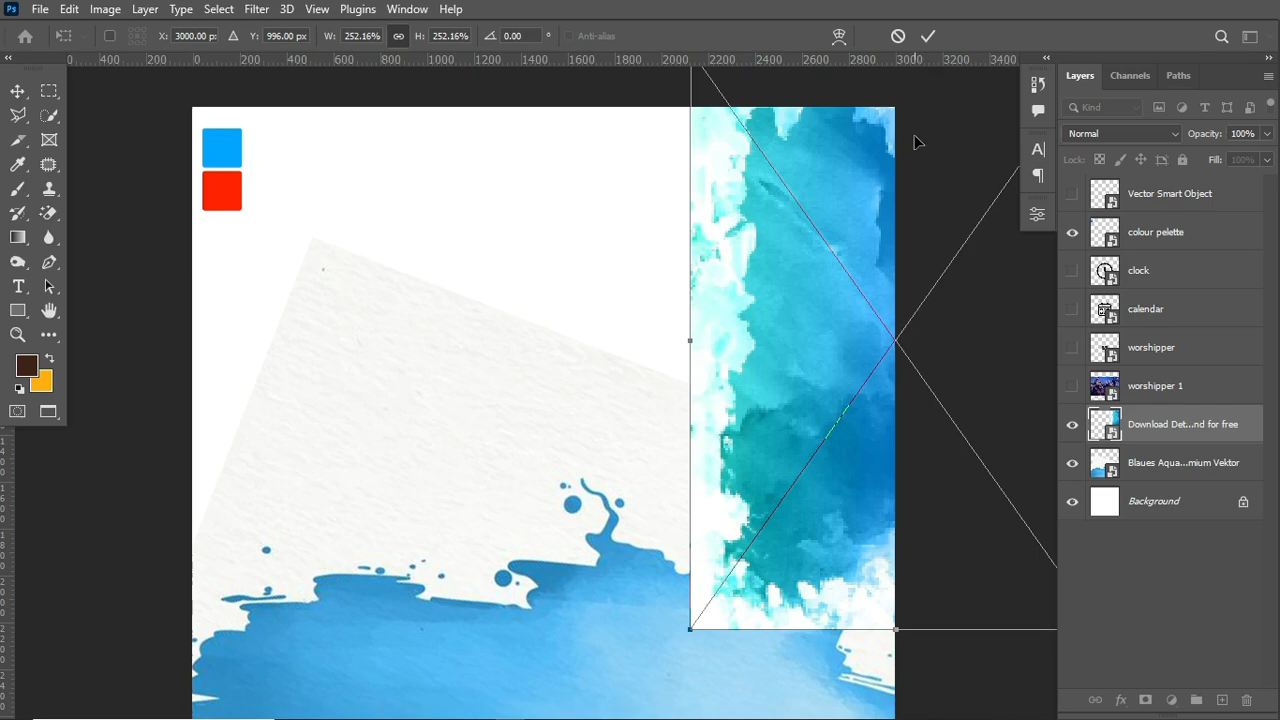 Ps File Edit Image Layer Type Select Filter 3D View Plugins Window Help
X: 3000.00 px Y: 996.00 px W: 252.16% H: 252.16% 0.00 ° Anti-alias
400 200 0 200 400 600 800 1000 1200 1400 1600 1800 2000 2200 2400 2600 2800 3000 3200 3400
Layers Channels Paths
Kind
Normal Opacity: 100%
Lock: Fill: 100%
Vector Smart Object
colour pelette
clock
calendar
worshipper
worshipper 1
Download Det...nd for free
Blaues Aqua...mium Vektor
Background